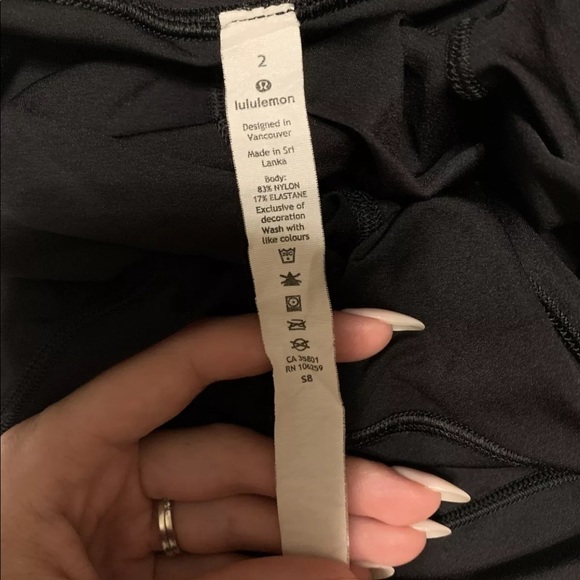 2
lululemon
Designed in
Vancouver
Made in Sri
Lanka
Body:
83% NYLON
17% ELASTANE
Exclusive of
decoration
Wash with
like colours
CA 35801
RN 106259
S8